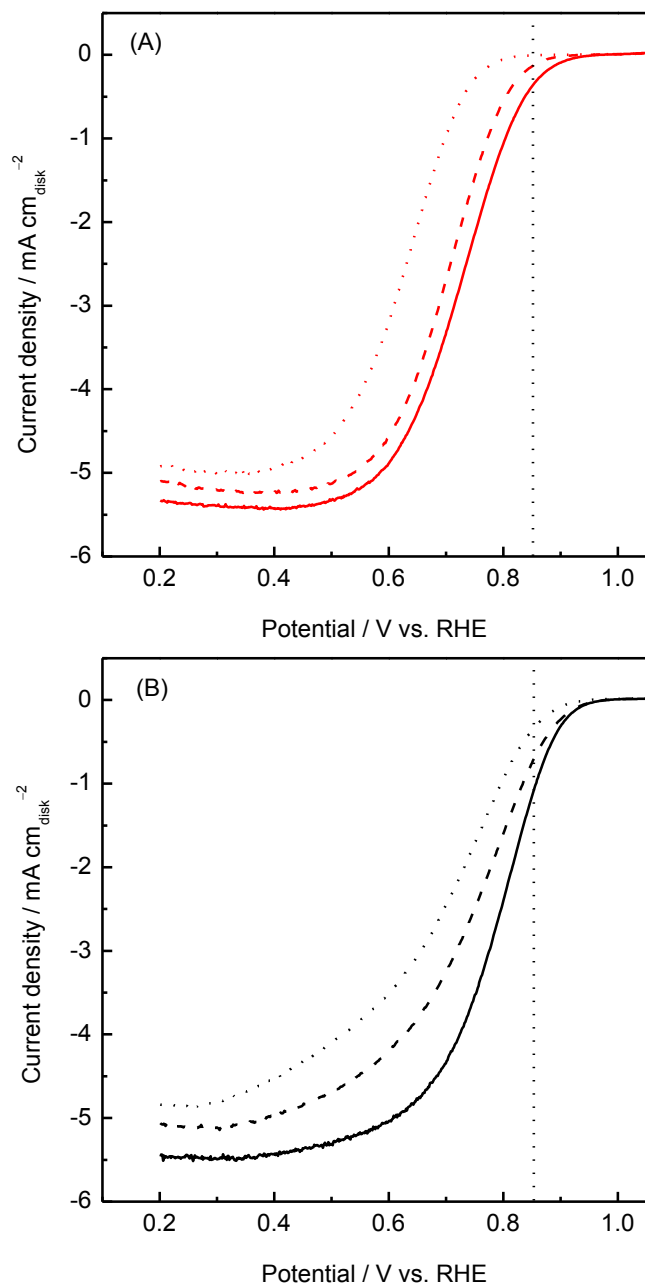 (A)
0
-1
-2
-3
-4
-5
-6
Current density / mA cm_disk^−2
0.2 0.4 0.6 0.8 1.0
Potential / V vs. RHE
(B)
0
-1
-2
-3
-4
-5
-6
Current density / mA cm_disk^−2
0.2 0.4 0.6 0.8 1.0
Potential / V vs. RHE